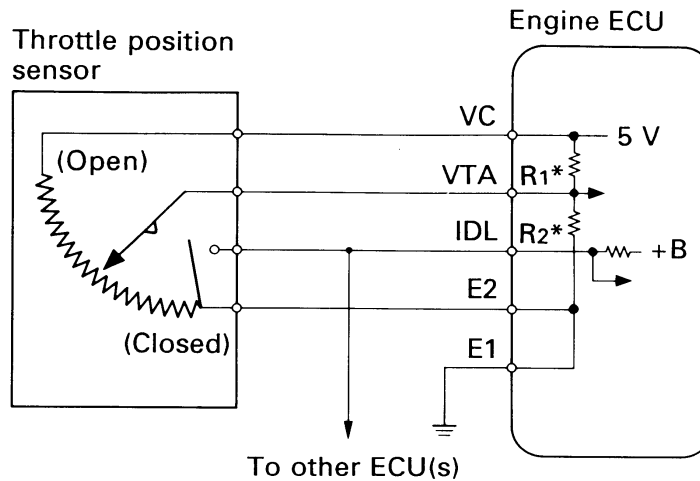 Engine ECU
Throttle position
sensor
VC
5 V
(Open)
VTA
R1*
IDL
R2*
+B
E2
(Closed)
E1
To other ECU(s)